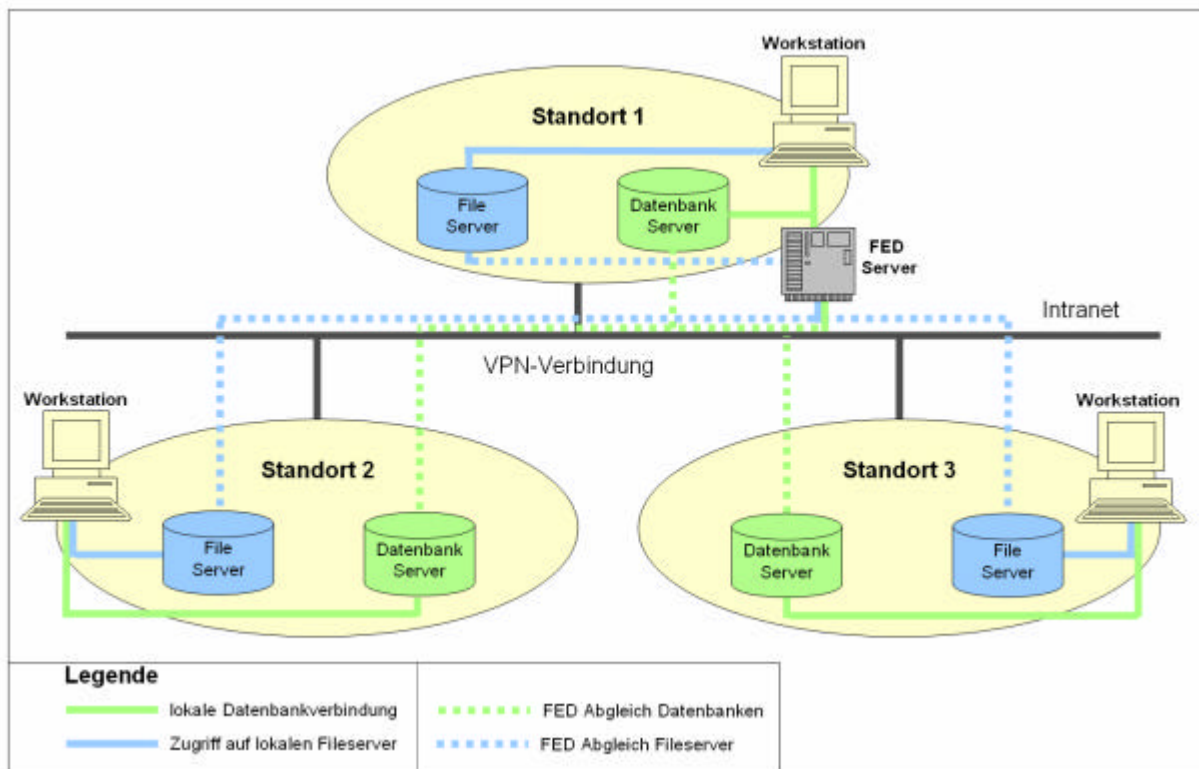 Workstation
Standort 1
File
Server
Datenbank
Server
FED
Server
Intranet
VPN-Verbindung
Workstation
Standort 2
File
Server
Datenbank
Server
Workstation
Standort 3
Datenbank
Server
File
Server
Legende
lokale Datenbankverbindung
FED Abgleich Datenbanken
Zugriff auf lokalen Fileserver
FED Abgleich Fileserver